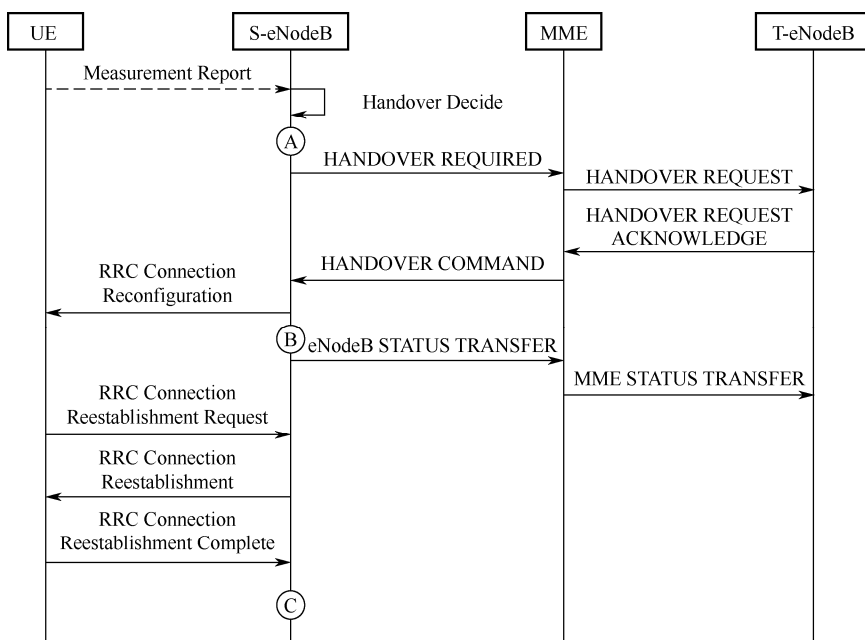 UE
S-eNodeB
MME
T-eNodeB
Measurement Report
Handover Decide
A
HANDOVER REQUIRED
HANDOVER REQUEST
HANDOVER REQUEST
ACKNOWLEDGE
HANDOVER COMMAND
RRC Connection
Reconfiguration
B
eNodeB STATUS TRANSFER
MME STATUS TRANSFER
RRC Connection
Reestablishment Request
RRC Connection
Reestablishment
RRC Connection
Reestablishment Complete
C